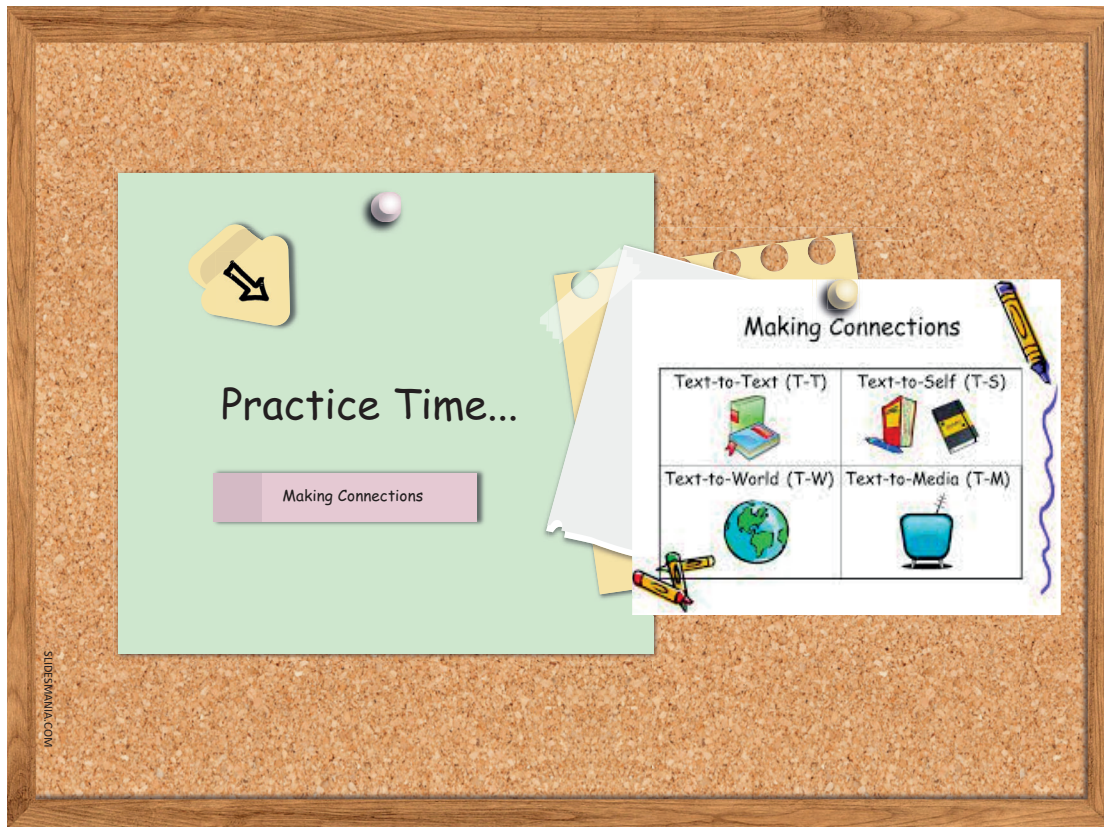 Practice Time...
Making Connections
Making Connections
Text-to-Text (T-T)
Text-to-Self (T-S)
Text-to-World (T-W)
Text-to-Media (T-M)
SLIDESMANIA.COM